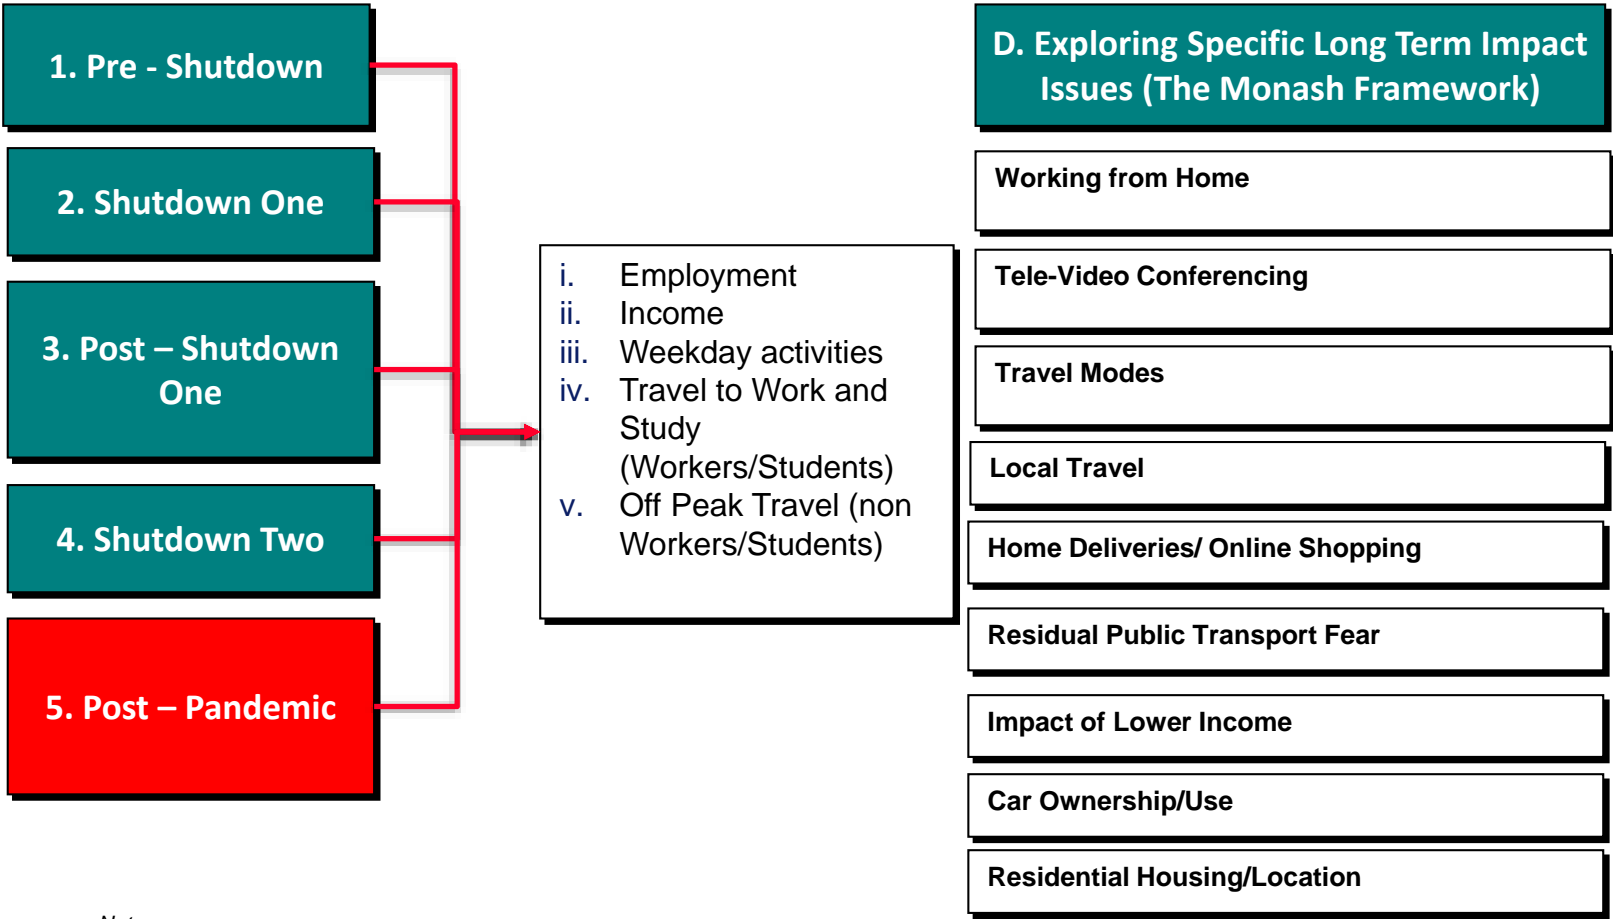 1. Pre - Shutdown
2. Shutdown One
3. Post – Shutdown
One
4. Shutdown Two
5. Post – Pandemic
i. Employment
ii. Income
iii. Weekday activities
iv. Travel to Work and
Study
(Workers/Students)
v. Off Peak Travel (non
Workers/Students)
D. Exploring Specific Long Term Impact
Issues (The Monash Framework)
Working from Home
Tele-Video Conferencing
Travel Modes
Local Travel
Home Deliveries/ Online Shopping
Residual Public Transport Fear
Impact of Lower Income
Car Ownership/Use
Residential Housing/Location